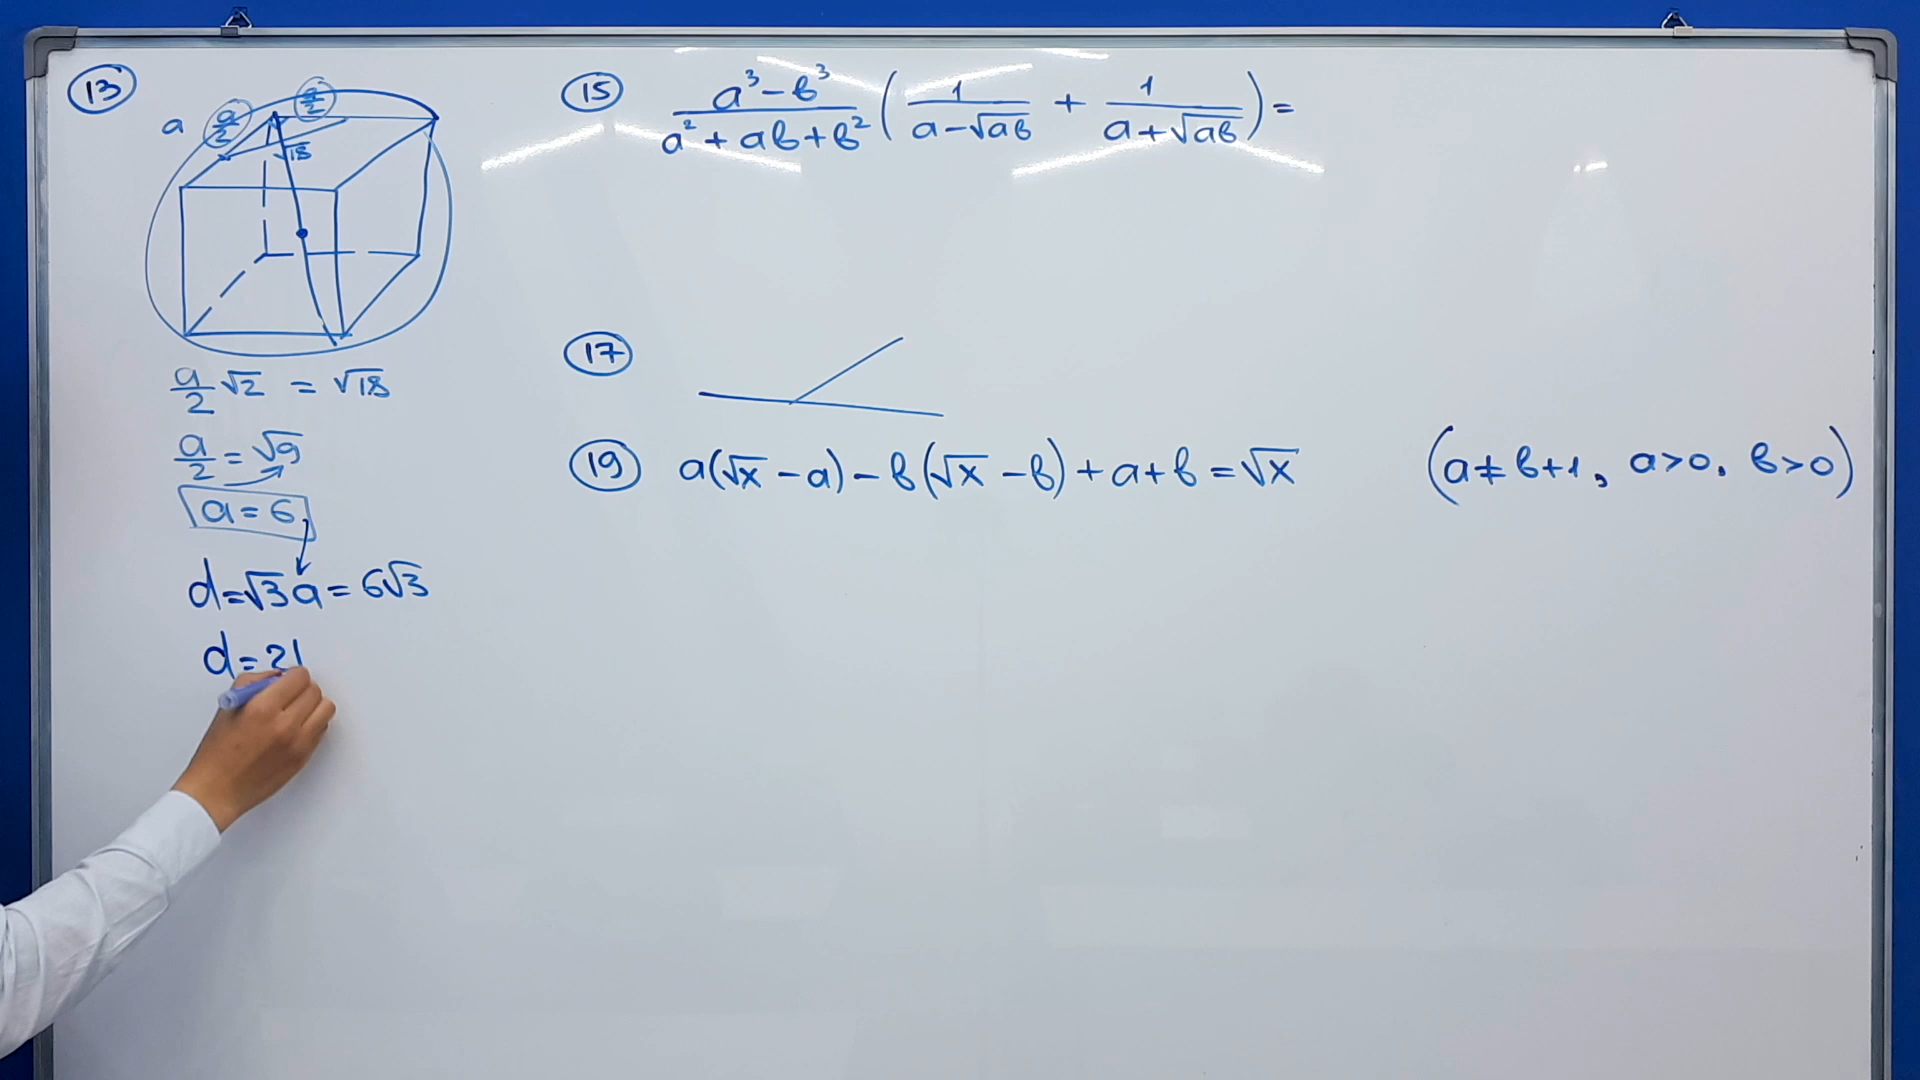 13
a
a/2
a/2
√18
a/2 √2 = √18
a/2 = √9
a = 6
d = √3 a = 6√3
d = 2
15
(a³ - b³)/(a² + ab + b²) (1/(a - √ab) + 1/(a + √ab)) =
17
19
a(√x - a) - b(√x - b) + a + b = √x (a ≠ b + 1, a > 0, b > 0)